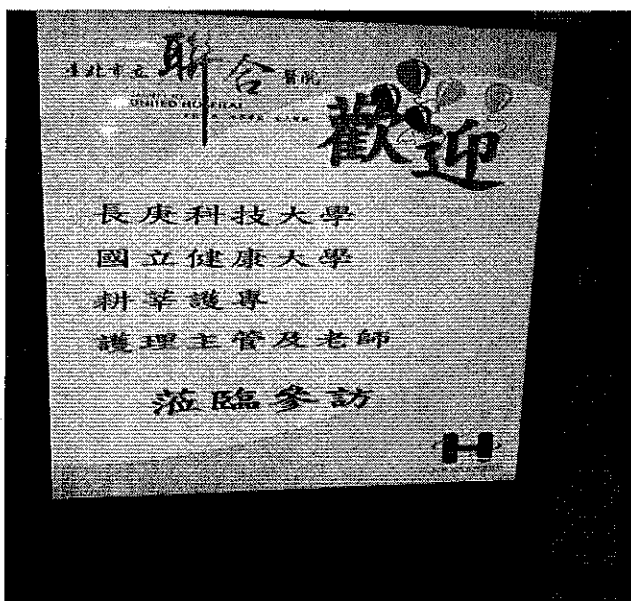 臺北市立聯合醫院
歡迎
長庚科技大學
國立健康大學
耕莘護專
護理主管及老師
蒞臨參訪